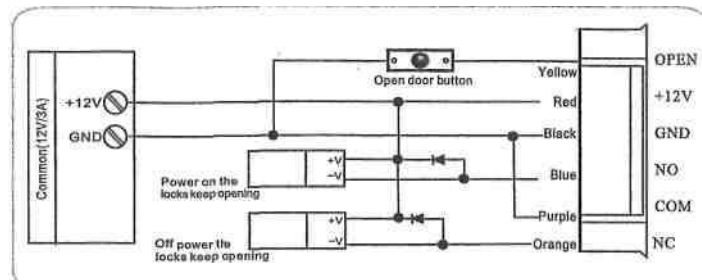 Common(12V/3A)
+12V
GND
Open door button
Yellow
Red
Black
Blue
Purple
Orange
OPEN
+12V
GND
NO
COM
NC
+V
-V
Power on the
locks keep opening
+V
-V
Off power the
locks keep opening